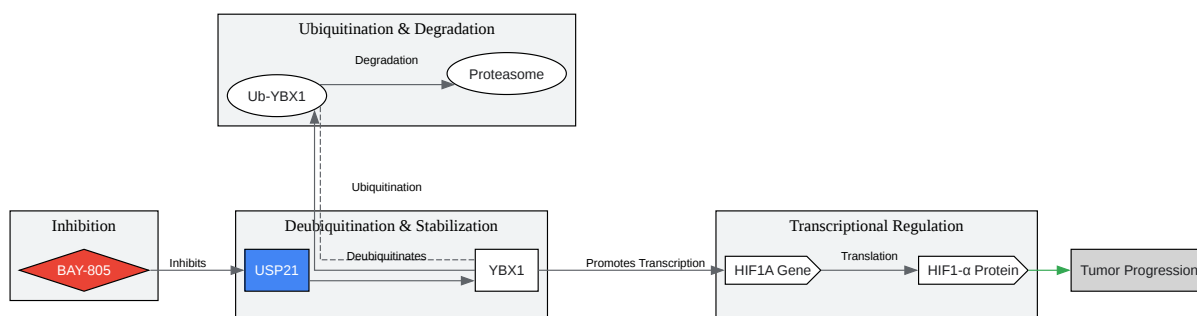 Ubiquitination & Degradation
Degradation
Proteasome
Ub-YBX1
Ubiquitination
Inhibition
BAY-805
Inhibits
Deubiquitination & Stabilization
USP21
Deubiquitinates
YBX1
Promotes Transcription
Transcriptional Regulation
HIF1A Gene
Translation
HIF1-α Protein
Tumor Progression